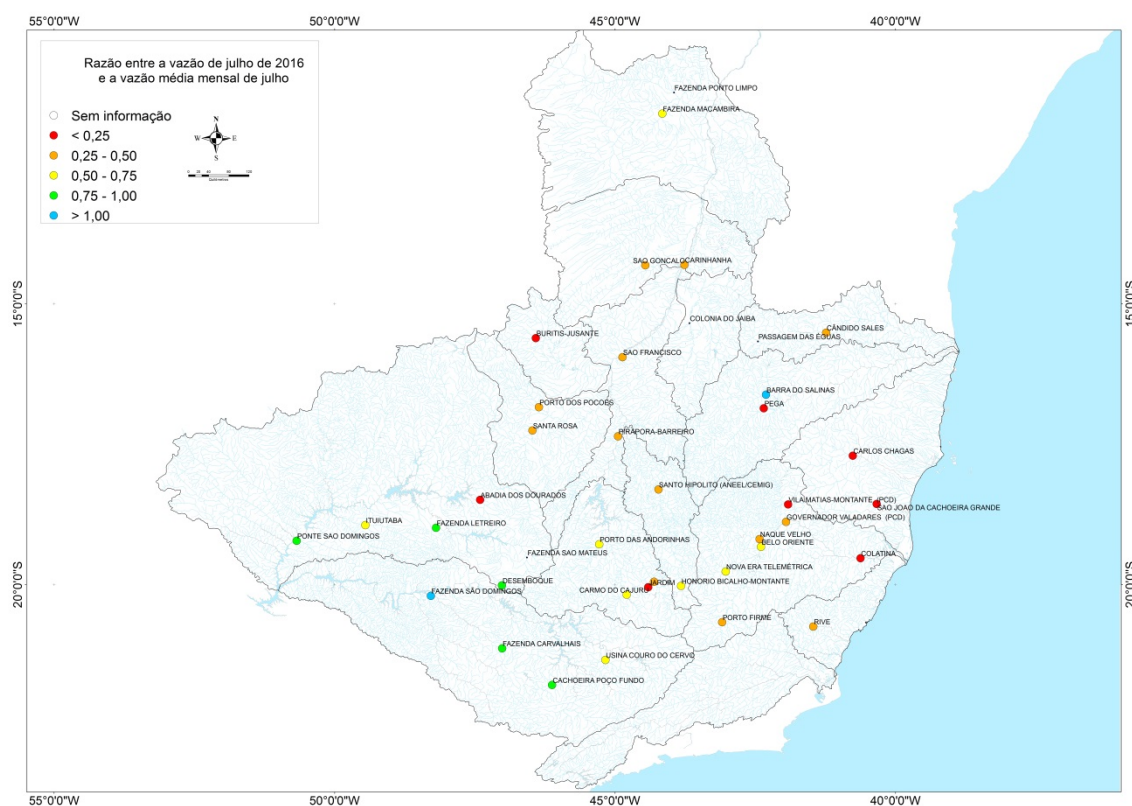 55°0'0"W
50°0'0"W
45°0'0"W
40°0'0"W
Razão entre a vazão de julho de 2016
e a vazão média mensal de julho
Sem informação
< 0,25
0,25 - 0,50
0,50 - 0,75
0,75 - 1,00
> 1,00
N
W
E
S
FAZENDA PONTO LIMPO
FAZENDA MACAMBIRA
SAO GONCALO
CARINHANHA
15°0'0"S
15°0'0"S
COLONIA DO JAIBA
CÂNDIDO SALES
BURITIS-JUSANTE
PASSAGEM DAS ÉGUAS
SAO FRANCISCO
BARRA DO SALINAS
PEGA
PORTO DOS POCOES
SANTA ROSA
PIRAPORA-BARREIRO
CARLOS CHAGAS
SANTO HIPOLITO (ANEEL/CEMIG)
ABADIA DOS DOURADOS
VILA MATIAS-MONTANTE (PCD)
SAO JOAO DA CACHOEIRA GRANDE
ITUIUTABA
FAZENDA LETREIRO
GOVERNADOR VALADARES (PCD)
PONTE SAO DOMINGOS
PORTO DAS ANDORINHAS
NAQUE VELHO
BELO ORIENTE
FAZENDA SAO MATEUS
COLATINA
NOVA ERA TELEMÉTRICA
20°0'0"S
20°0'0"S
DESEMBOQUE
JARDIM
HONORIO BICALHO-MONTANTE
FAZENDA SÃO DOMINGOS
CARMO DO CAJURU
PORTO FIRME
RIVE
FAZENDA CARVALHAIS
USINA COURO DO CERVO
CACHOEIRA POÇO FUNDO
55°0'0"W
50°0'0"W
45°0'0"W
40°0'0"W